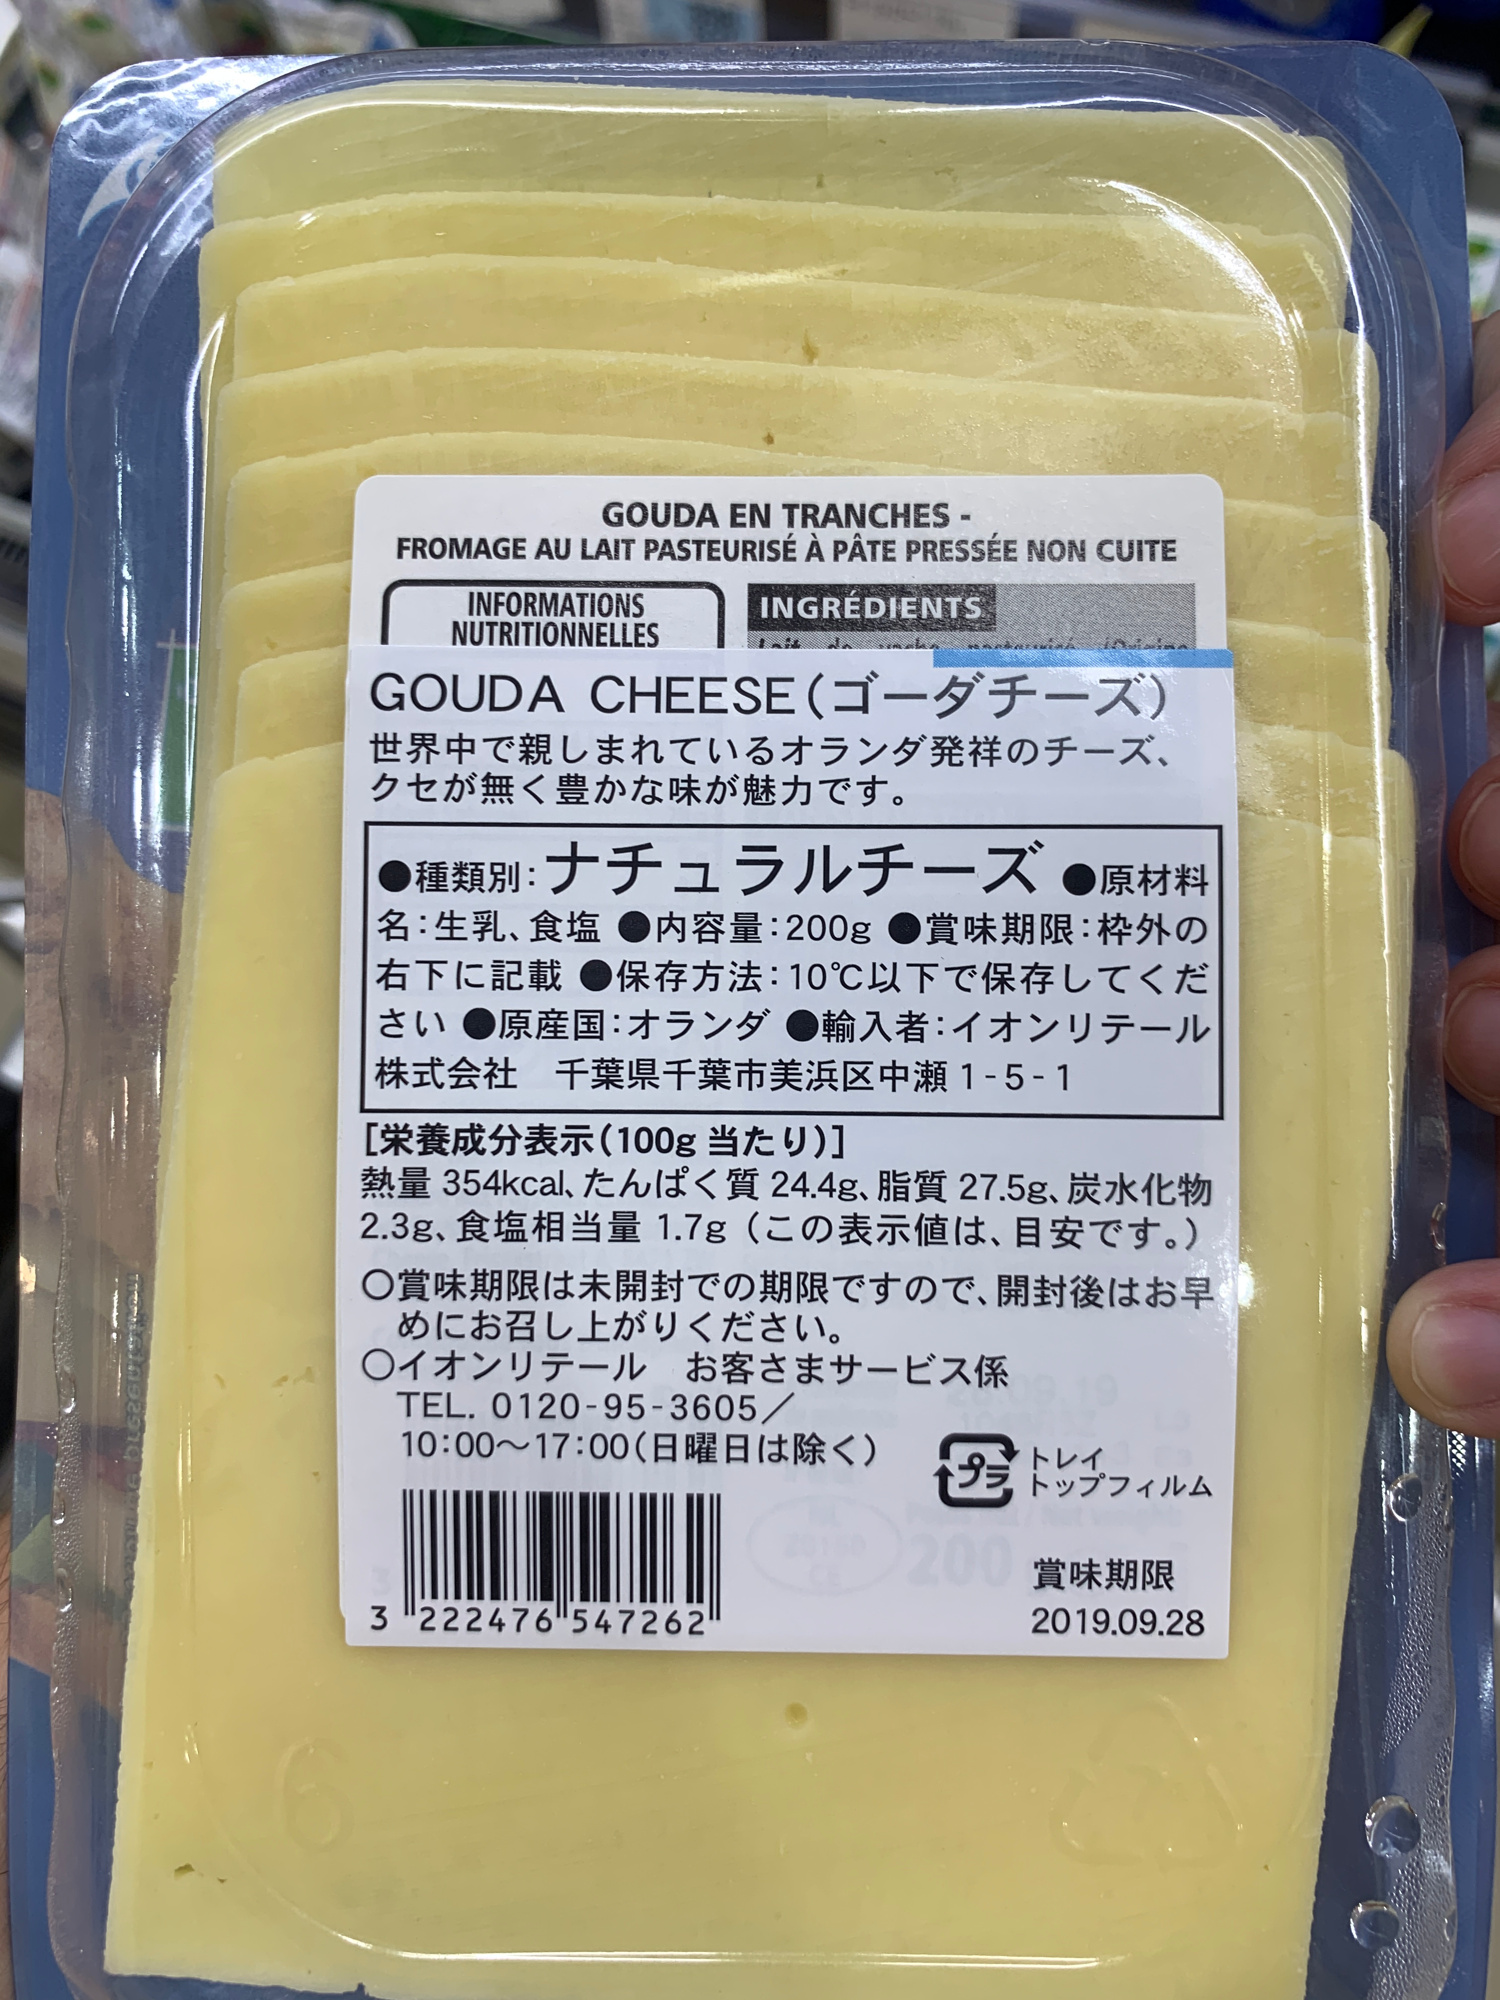 GOUDA EN TRANCHES -
FROMAGE AU LAIT PASTEURISÉ À PÂTE PRESSÉE NON CUITE
INFORMATIONS
NUTRITIONNELLES
INGRÉDIENTS
GOUDA CHEESE(ゴーダチーズ)
世界中で親しまれているオランダ発祥のチーズ、
クセが無く豊かな味が魅力です。
●種類別:ナチュラルチーズ ●原材料
名:生乳、食塩 ●内容量:200g ●賞味期限:枠外の
右下に記載 ●保存方法:10℃以下で保存してくだ
さい ●原産国:オランダ ●輸入者:イオンリテール
株式会社 千葉県千葉市美浜区中瀬 1-5-1
[栄養成分表示(100g 当たり)]
熱量 354kcal、たんぱく質 24.4g、脂質 27.5g、炭水化物
2.3g、食塩相当量 1.7g (この表示値は、目安です。)
○賞味期限は未開封での期限ですので、開封後はお早
めにお召し上がりください。
○イオンリテール お客さまサービス係
TEL. 0120-95-3605/
10:00〜17:00(日曜日は除く)
プラ
トレイ
トップフィルム
3 222476 547262
賞味期限
2019.09.28
6